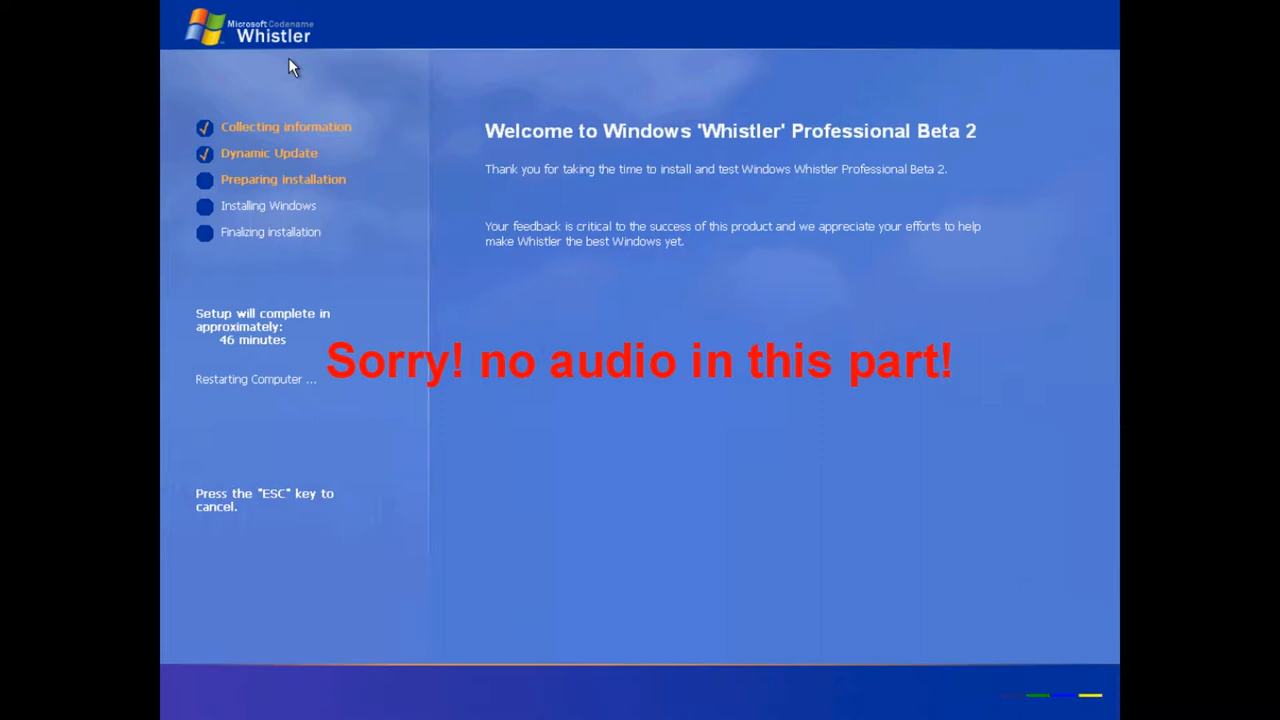 Microsoft Codename
Whistler
Collecting information
Dynamic Update
Preparing installation
Installing Windows
Finalizing installation
Setup will complete in
approximately:
46 minutes
Restarting Computer ...
Press the "ESC" key to
cancel.
Welcome to Windows 'Whistler' Professional Beta 2
Thank you for taking the time to install and test Windows Whistler Professional Beta 2.
Your feedback is critical to the success of this product and we appreciate your efforts to help
make Whistler the best Windows yet.
Sorry! no audio in this part!